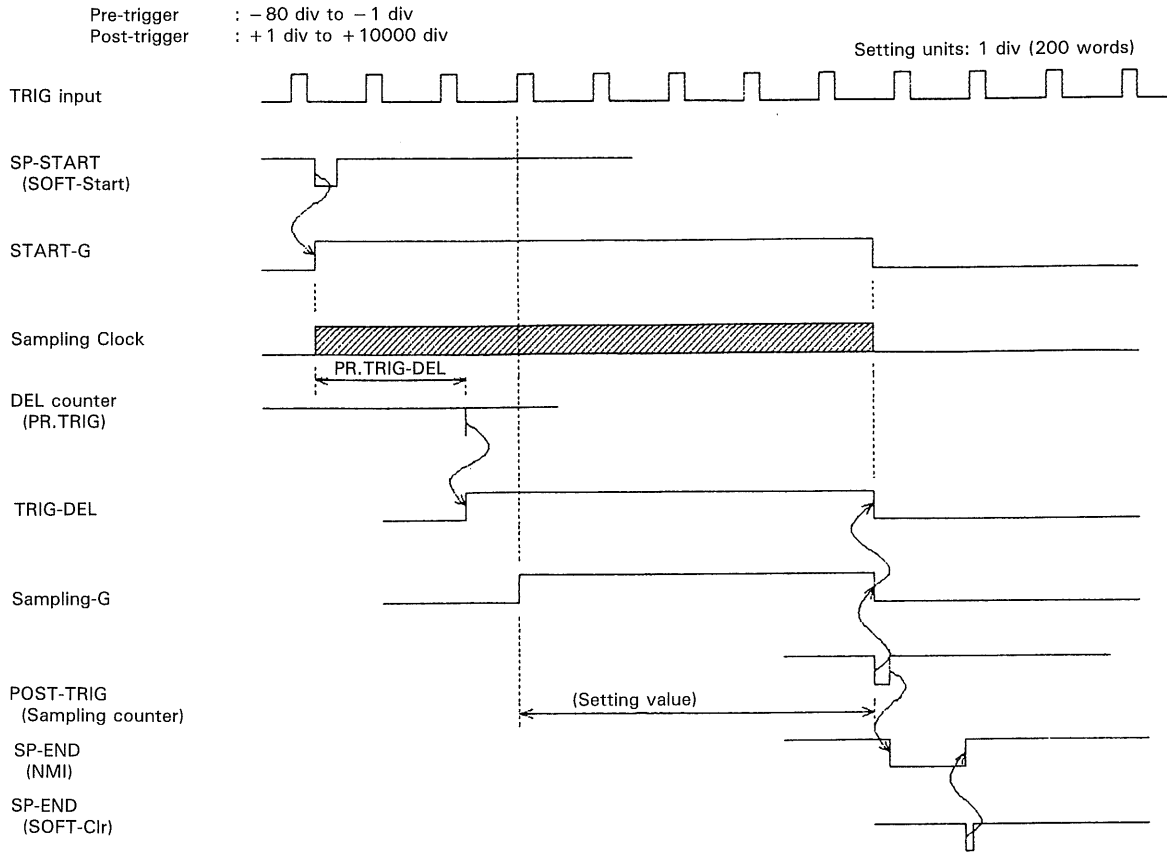 Pre-trigger : −80 div to −1 div
Post-trigger : +1 div to +10000 div
Setting units: 1 div (200 words)
TRIG input
SP-START
(SOFT-Start)
START-G
Sampling Clock
PR.TRIG-DEL
DEL counter
(PR.TRIG)
TRIG-DEL
Sampling-G
POST-TRIG
(Setting value)
(Sampling counter)
SP-END
(NMI)
SP-END
(SOFT-Clr)